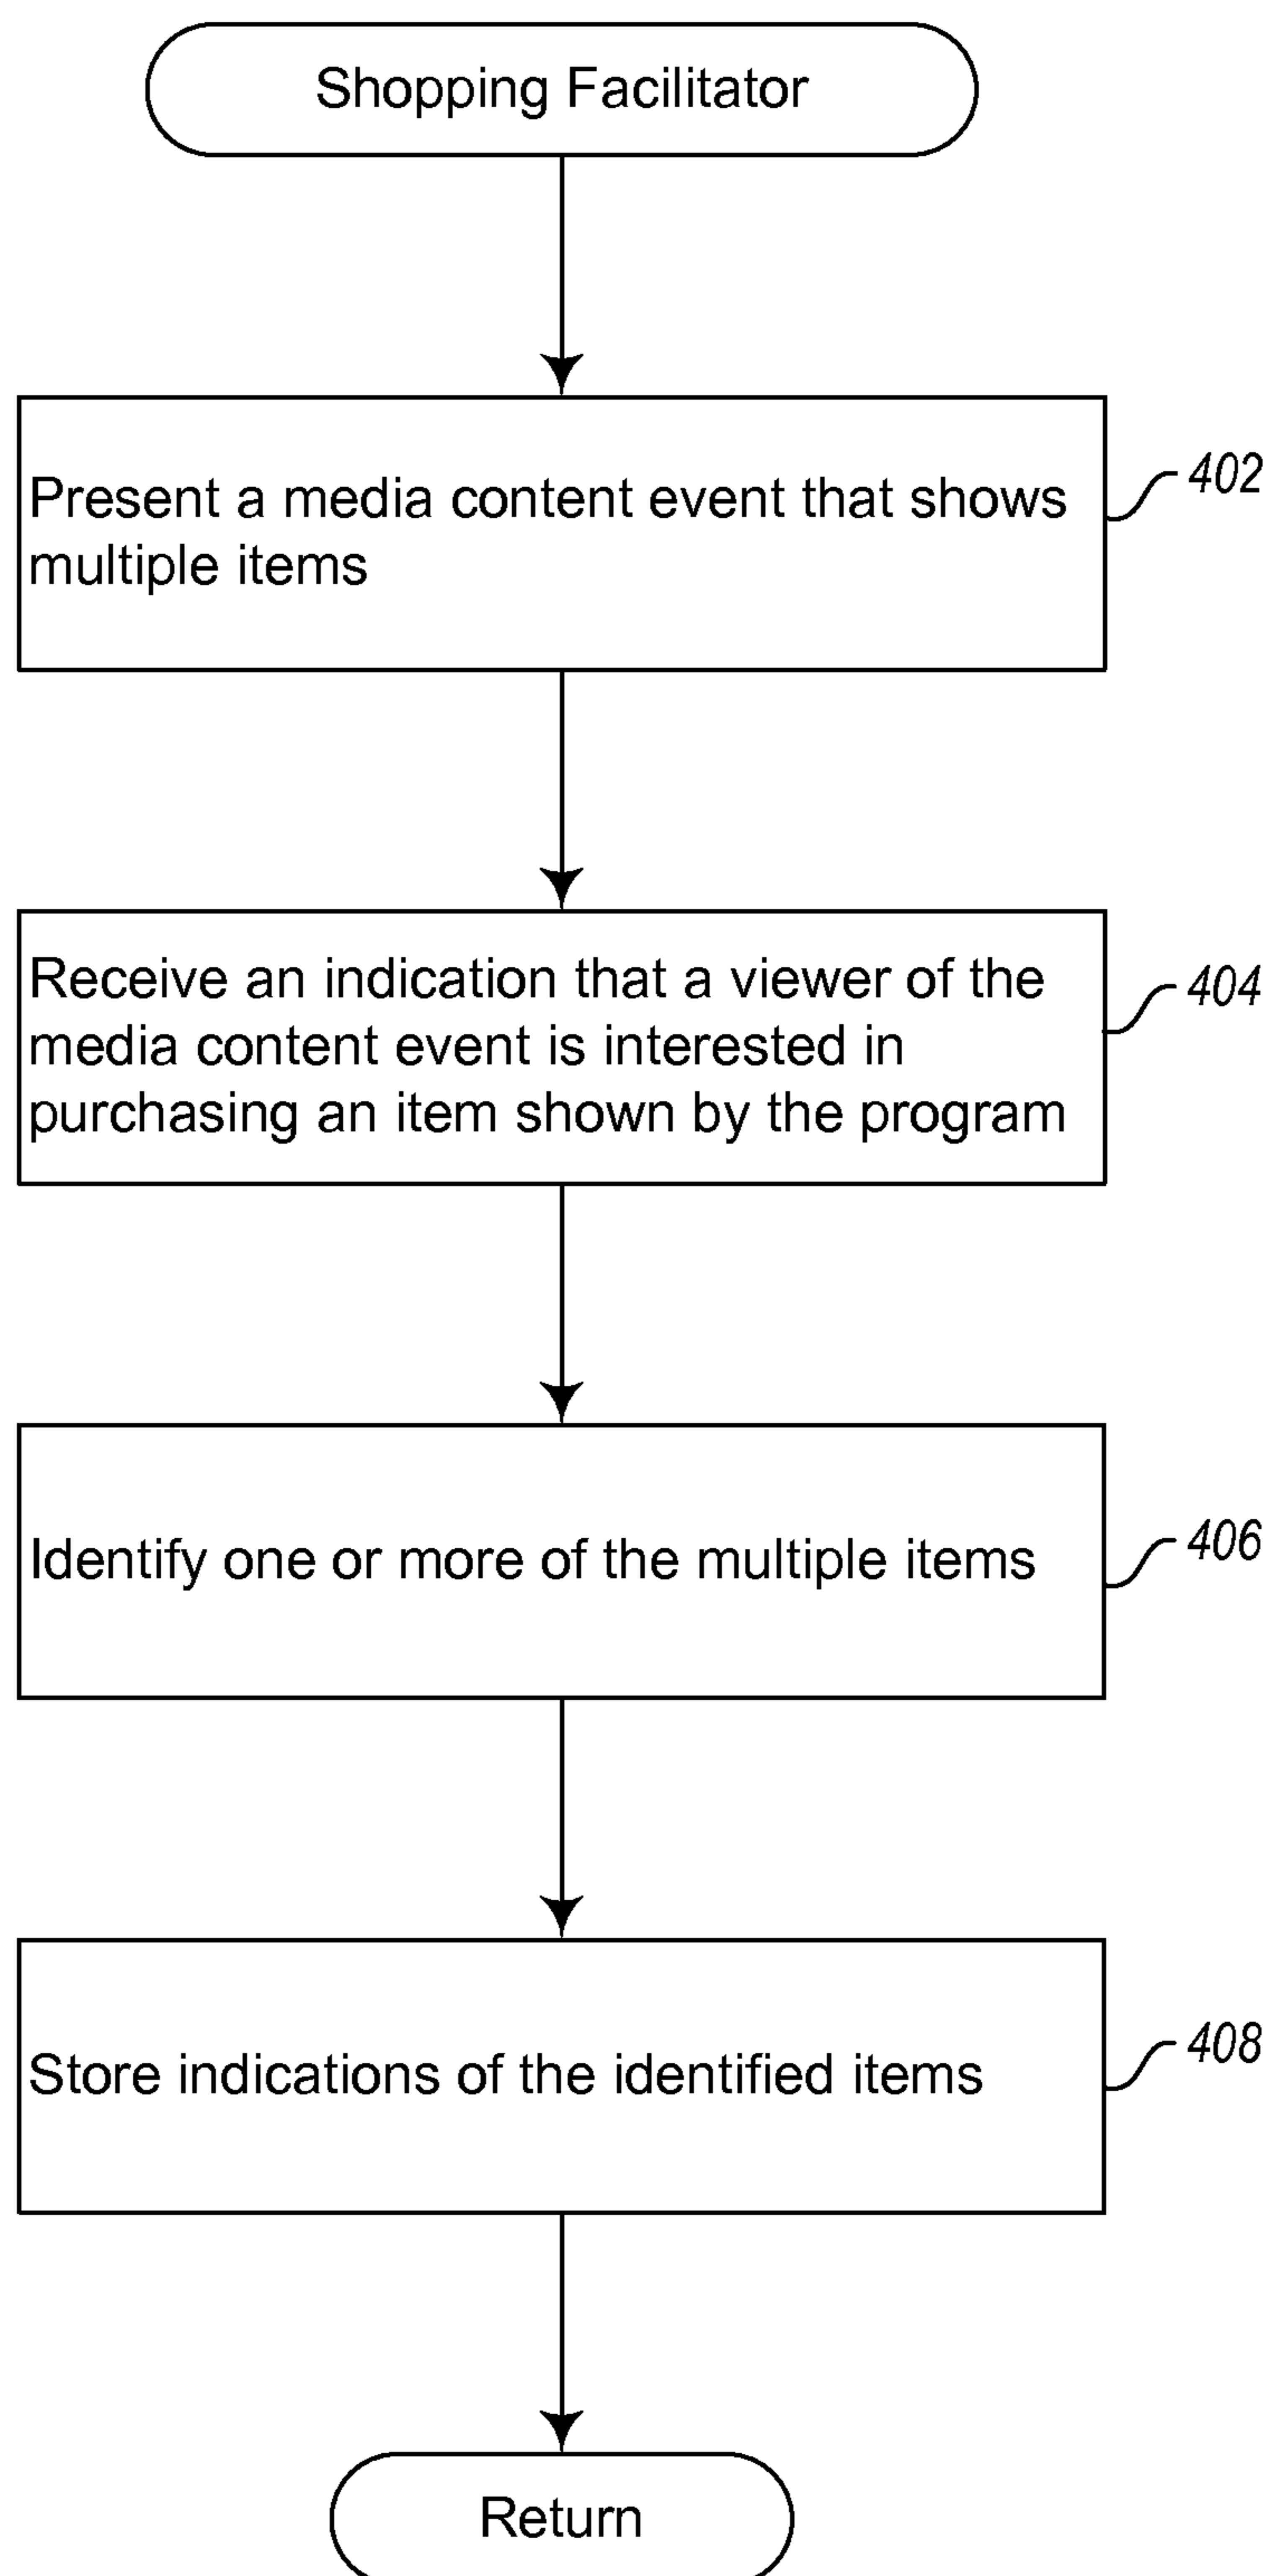 Shopping Facilitator
Present a media content event that shows
multiple items
402
Receive an indication that a viewer of the
media content event is interested in
purchasing an item shown by the program
404
Identify one or more of the multiple items
406
Store indications of the identified items
408
Return